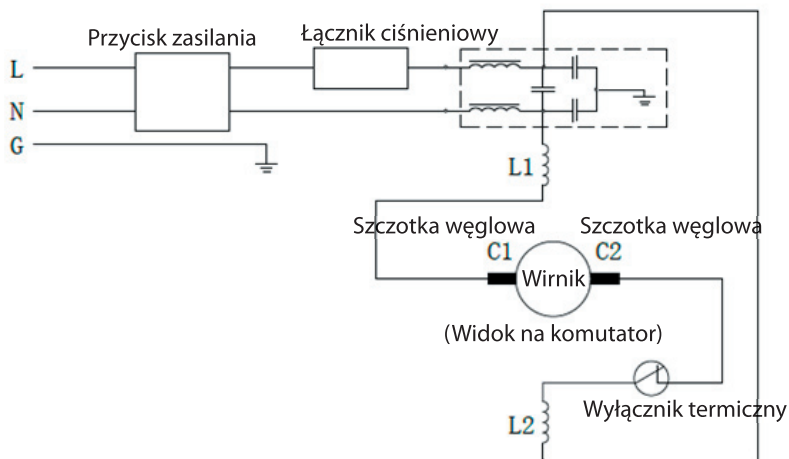 Przycisk zasilania
Łącznik ciśnieniowy
L
N
G
L1
Szczotka węglowa
Szczotka węglowa
C1
C2
Wirnik
(Widok na komutator)
Wyłącznik termiczny
L2